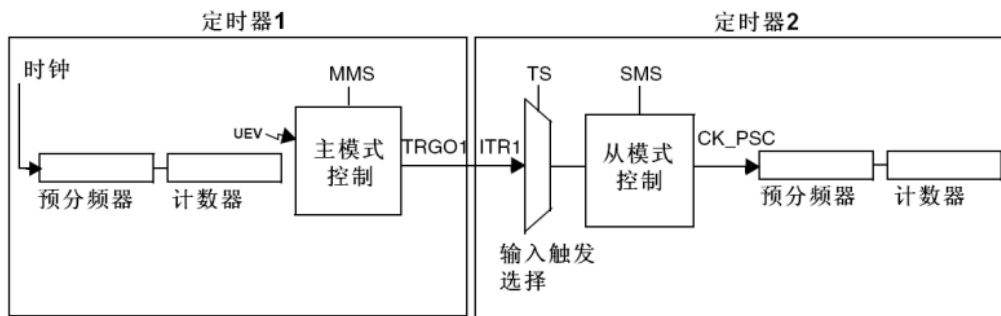 定时器1
定时器2
时钟
MMS
TS
SMS
UEV
主模式
控制
TRGO1
ITR1
从模式
控制
CK_PSC
预分频器
计数器
预分频器
计数器
输入触发
选择